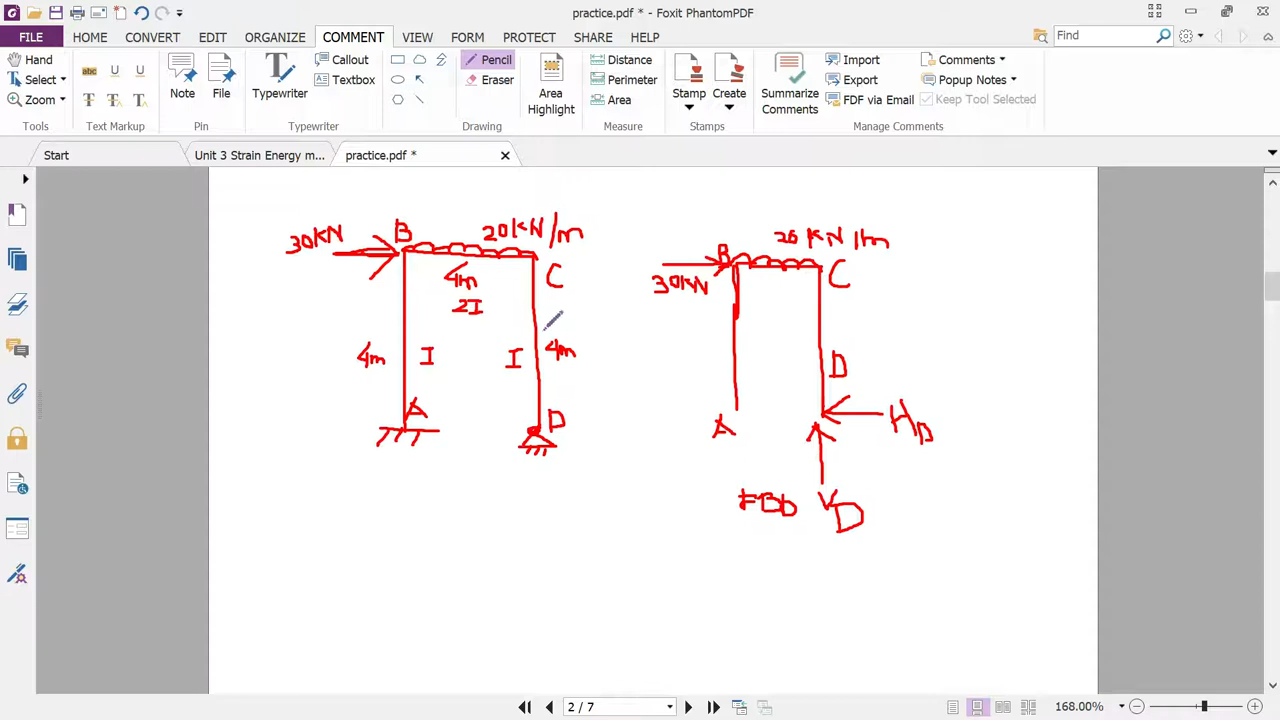 practice.pdf * - Foxit PhantomPDF
FILE HOME CONVERT EDIT ORGANIZE COMMENT VIEW FORM PROTECT SHARE HELP Find
Hand
Select
Zoom
Tools
Text Markup
Note
File
Pin
Typewriter
Callout
Textbox
Typewriter
Pencil
Eraser
Area Highlight
Drawing
Distance
Perimeter
Area
Measure
Stamp
Create
Stamps
Summarize Comments
Import
Export
FDF via Email
Comments
Popup Notes
Keep Tool Selected
Manage Comments
Start
Unit 3 Strain Energy m...
practice.pdf *
30KN
B
20KN/m
4m
2I
C
4m
I
I
4m
A
D
30KN
B
20KN/m
C
D
A
HD
FBD
VD
2 / 7
168.00%